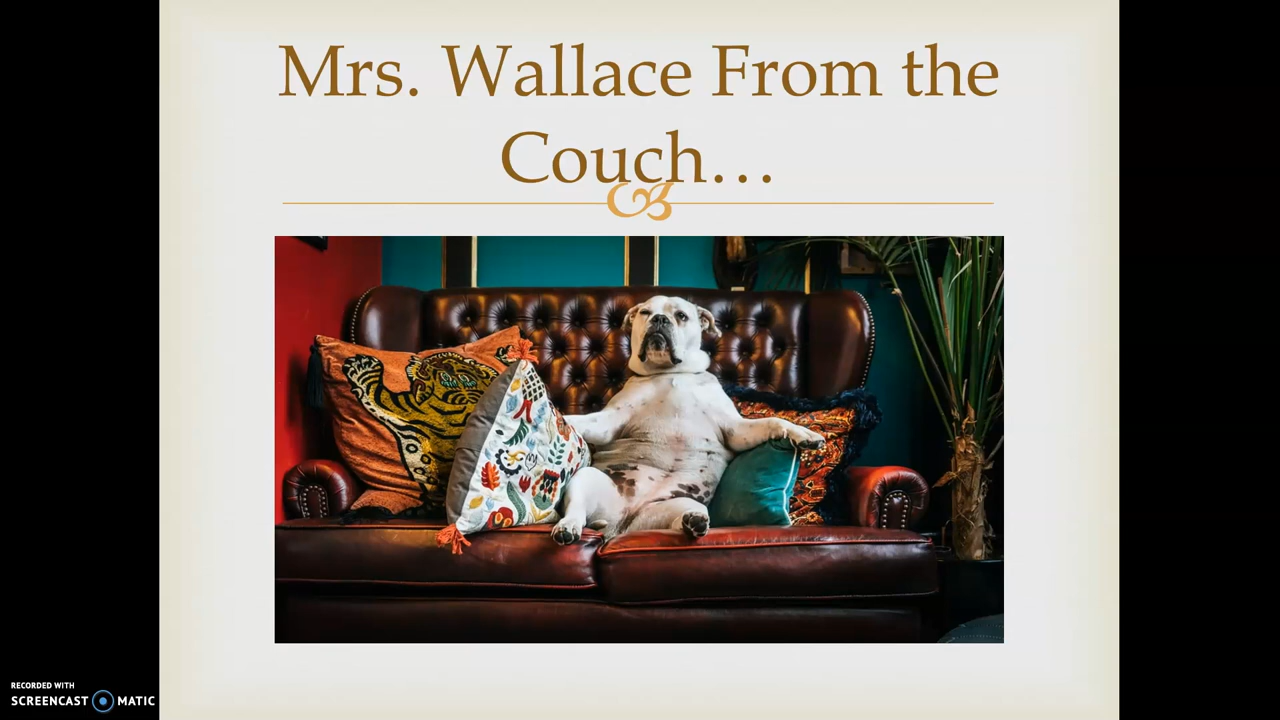 Mrs. Wallace From the
Couch…
RECORDED WITH
SCREENCAST MATIC